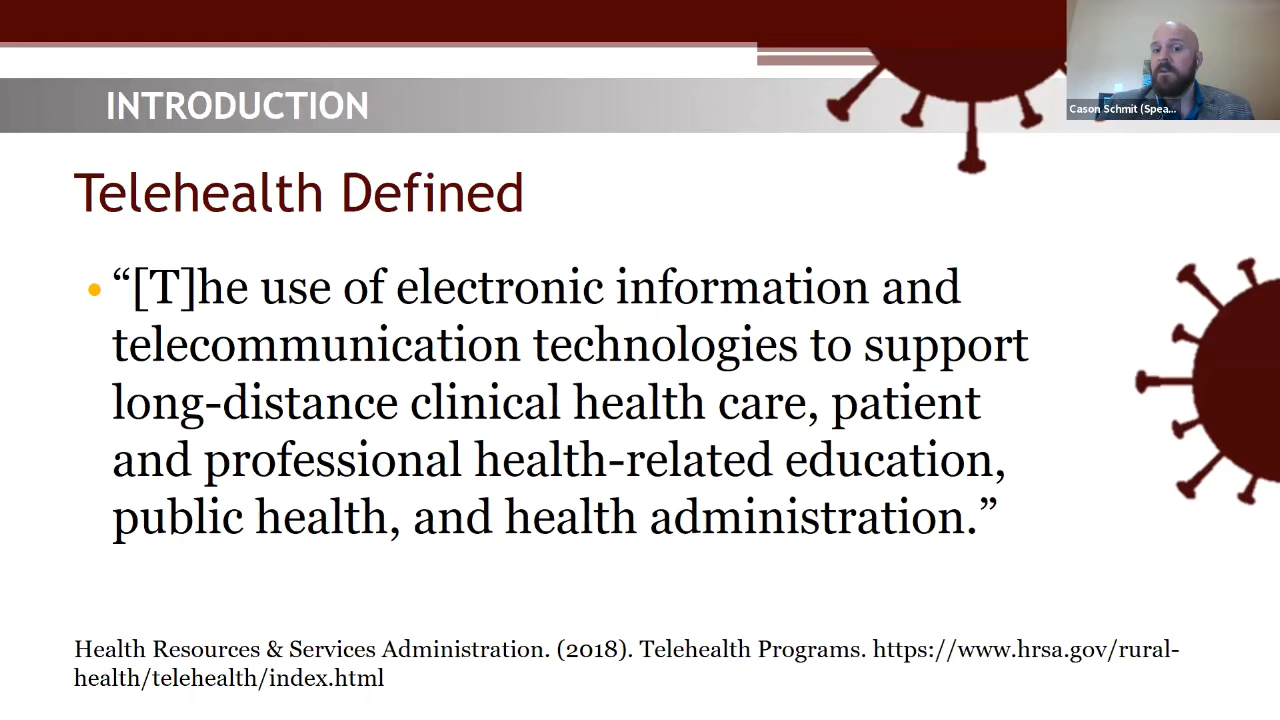 INTRODUCTION
Cason Schmit (Spea...
Telehealth Defined
• “[T]he use of electronic information and
telecommunication technologies to support
long-distance clinical health care, patient
and professional health-related education,
public health, and health administration.”
Health Resources & Services Administration. (2018). Telehealth Programs. https://www.hrsa.gov/rural-
health/telehealth/index.html